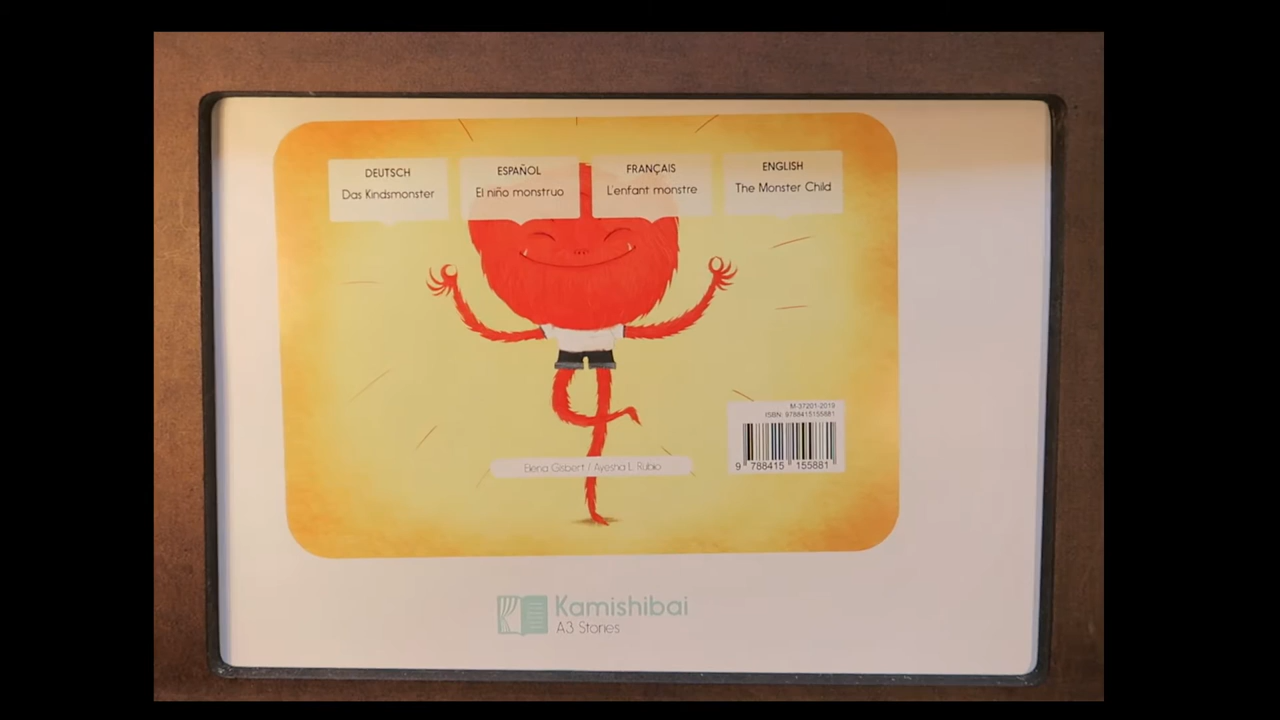 DEUTSCH
Das Kindsmonster
ESPAÑOL
El niño monstruo
FRANÇAIS
L'enfant monstre
ENGLISH
The Monster Child
M-37201-2019
ISBN: 9788415155881
9 788415 155881
Elena Gisbert / Ayesha L. Rubio
Kamishibai
A3 Stories